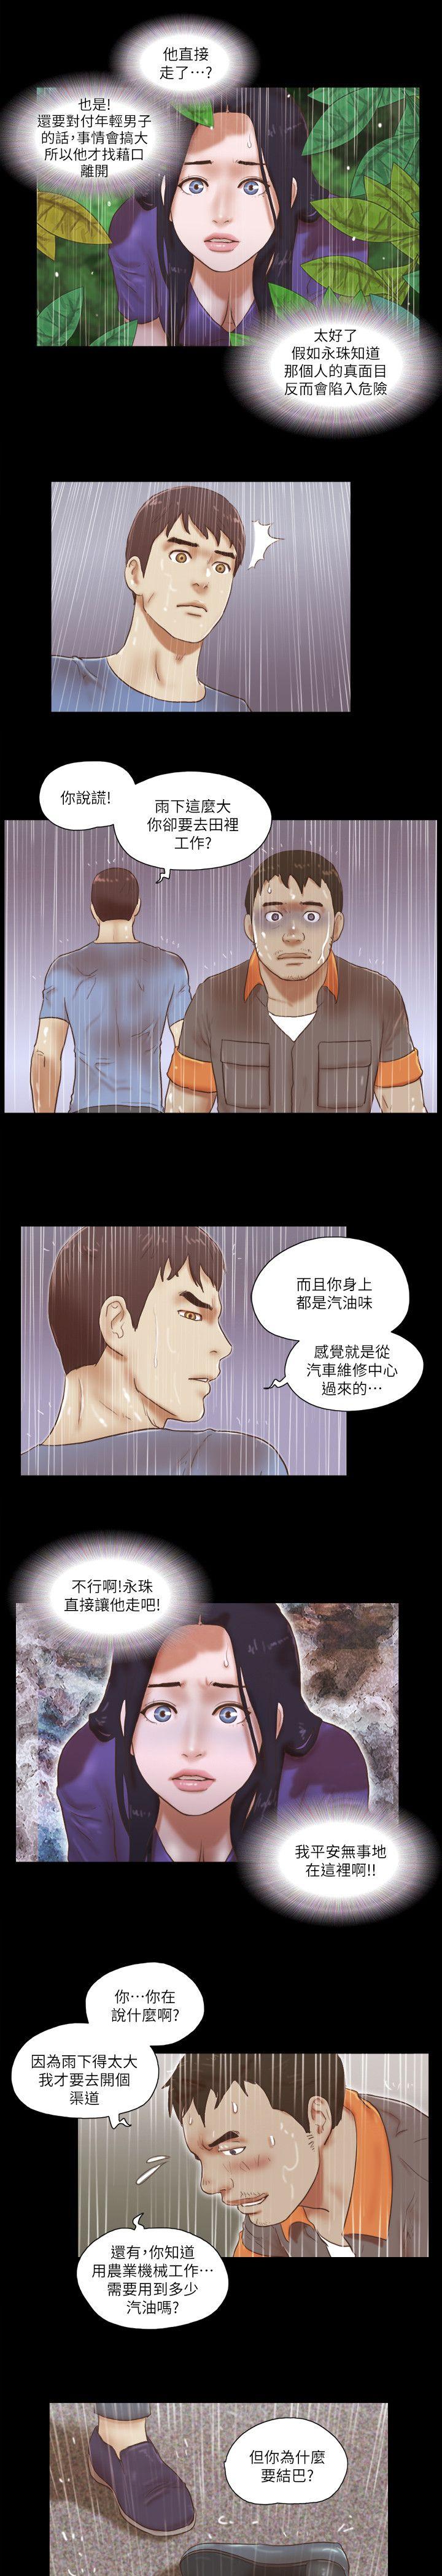 他直接
走了…?
也是!
還要對付年輕男子
的話,事情會搞大
所以他才找藉口
離開
太好了
假如永珠知道
那個人的真面目
反而會陷入危險
你說謊!
雨下這麼大
你卻要去田裡
工作?
而且你身上
都是汽油味
感覺就是從
汽車維修中心
過來的…
不行啊!永珠
直接讓他走吧!
我平安無事地
在這裡啊!!
你…你在
說什麼啊?
因為雨下得太大
我才要去開個
渠道
還有,你知道
用農業機械工作…
需要用到多少
汽油嗎?
但你為什麼
要結巴?